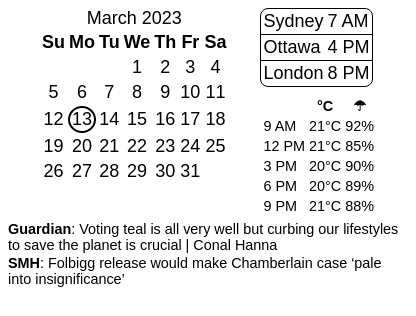 March 2023
Su Mo Tu We Th Fr Sa
1 2 3 4
5 6 7 8 9 10 11
12 13 14 15 16 17 18
19 20 21 22 23 24 25
26 27 28 29 30 31
Sydney 7 AM
Ottawa 4 PM
London 8 PM
°C ☂
9 AM 21°C 92%
12 PM 21°C 85%
3 PM 20°C 90%
6 PM 20°C 89%
9 PM 21°C 88%
Guardian: Voting teal is all very well but curbing our lifestyles
to save the planet is crucial | Conal Hanna
SMH: Folbigg release would make Chamberlain case ‘pale
into insignificance’